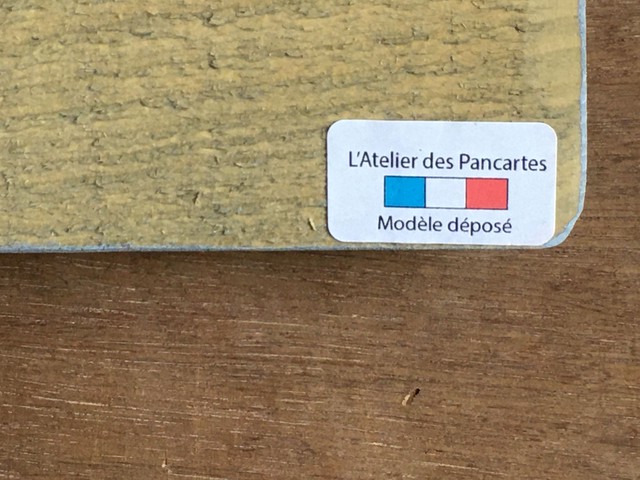 L'Atelier des Pancartes
Modèle déposé